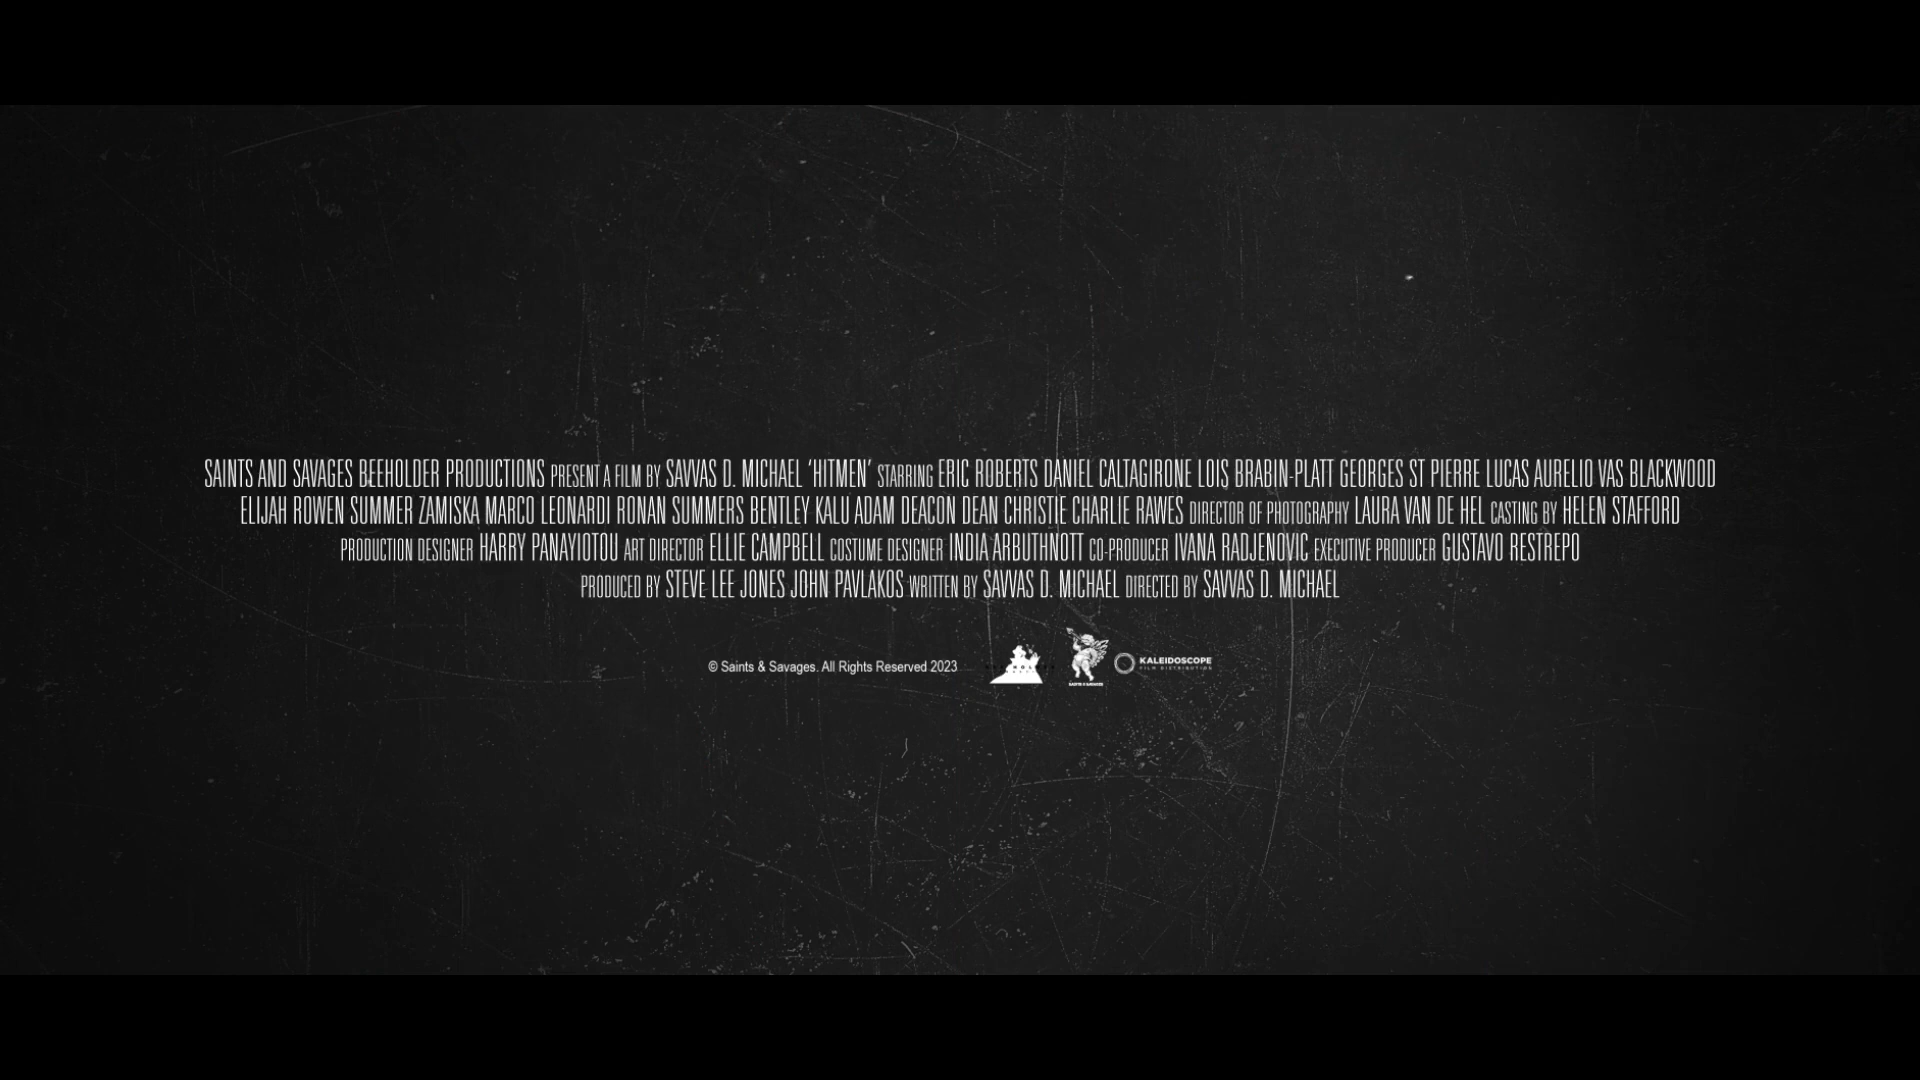 SAINTS AND SAVAGES BEEHOLDER PRODUCTIONS PRESENT A FILM BY SAVVAS D. MICHAEL ‘HITMEN’ STARRING ERIC ROBERTS DANIEL CALTAGIRONE LOIS BRABIN-PLATT GEORGES ST PIERRE LUCAS AURELIO VAS BLACKWOOD
ELIJAH ROWEN SUMMER ZAMISKA MARCO LEONARDI RONAN SUMMERS BENTLEY KALU ADAM DEACON DEAN CHRISTIE CHARLIE RAWES DIRECTOR OF PHOTOGRAPHY LAURA VAN DE HEL CASTING BY HELEN STAFFORD
PRODUCTION DESIGNER HARRY PANAYIOTOU ART DIRECTOR ELLIE CAMPBELL COSTUME DESIGNER INDIA ARBUTHNOTT CO-PRODUCER IVANA RADJENOVIC EXECUTIVE PRODUCER GUSTAVO RESTREPO
PRODUCED BY STEVE LEE JONES JOHN PAVLAKOS WRITTEN BY SAVVAS D. MICHAEL DIRECTED BY SAVVAS D. MICHAEL
© Saints & Savages. All Rights Reserved 2023
SAINTS & SAVAGES
KALEIDOSCOPE
FILM DISTRIBUTION